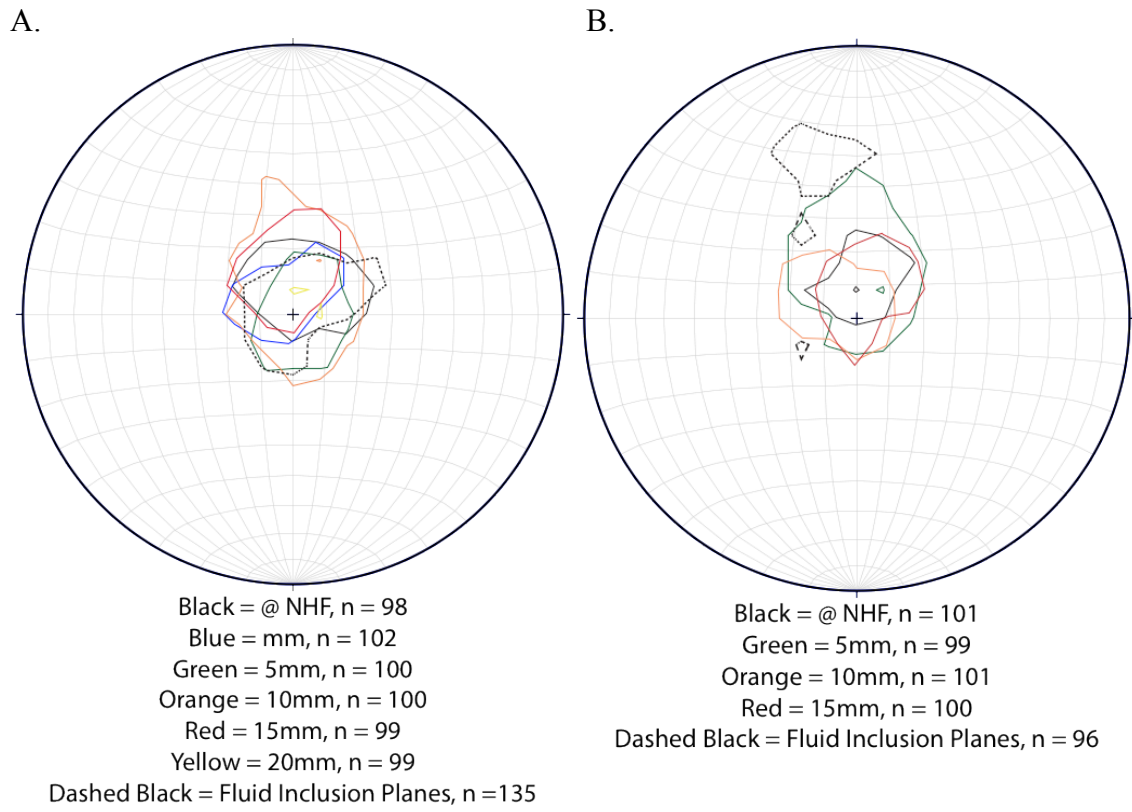 A.
B.
Black = @ NHF, n = 98
Blue = mm, n = 102
Green = 5mm, n = 100
Orange = 10mm, n = 100
Red = 15mm, n = 99
Yellow = 20mm, n = 99
Dashed Black = Fluid Inclusion Planes, n =135
Black = @ NHF, n = 101
Green = 5mm, n = 99
Orange = 10mm, n = 101
Red = 15mm, n = 100
Dashed Black = Fluid Inclusion Planes, n = 96